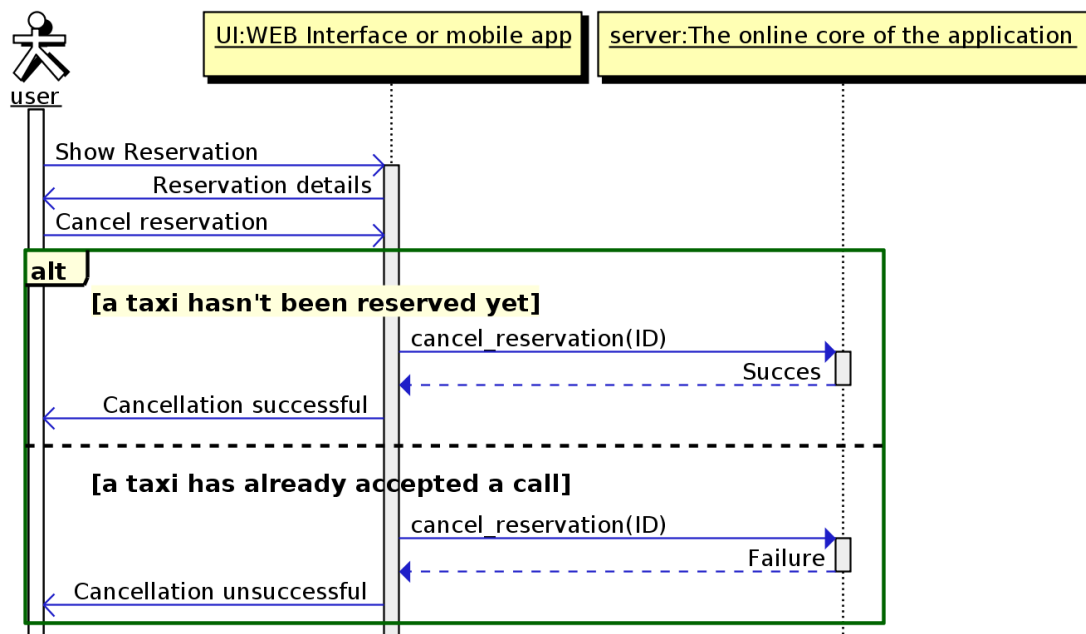 UI:WEB Interface or mobile app
server:The online core of the application
user
Show Reservation
Reservation details
Cancel reservation
alt
[a taxi hasn't been reserved yet]
cancel_reservation(ID)
Succes
Cancellation successful
[a taxi has already accepted a call]
cancel_reservation(ID)
Failure
Cancellation unsuccessful